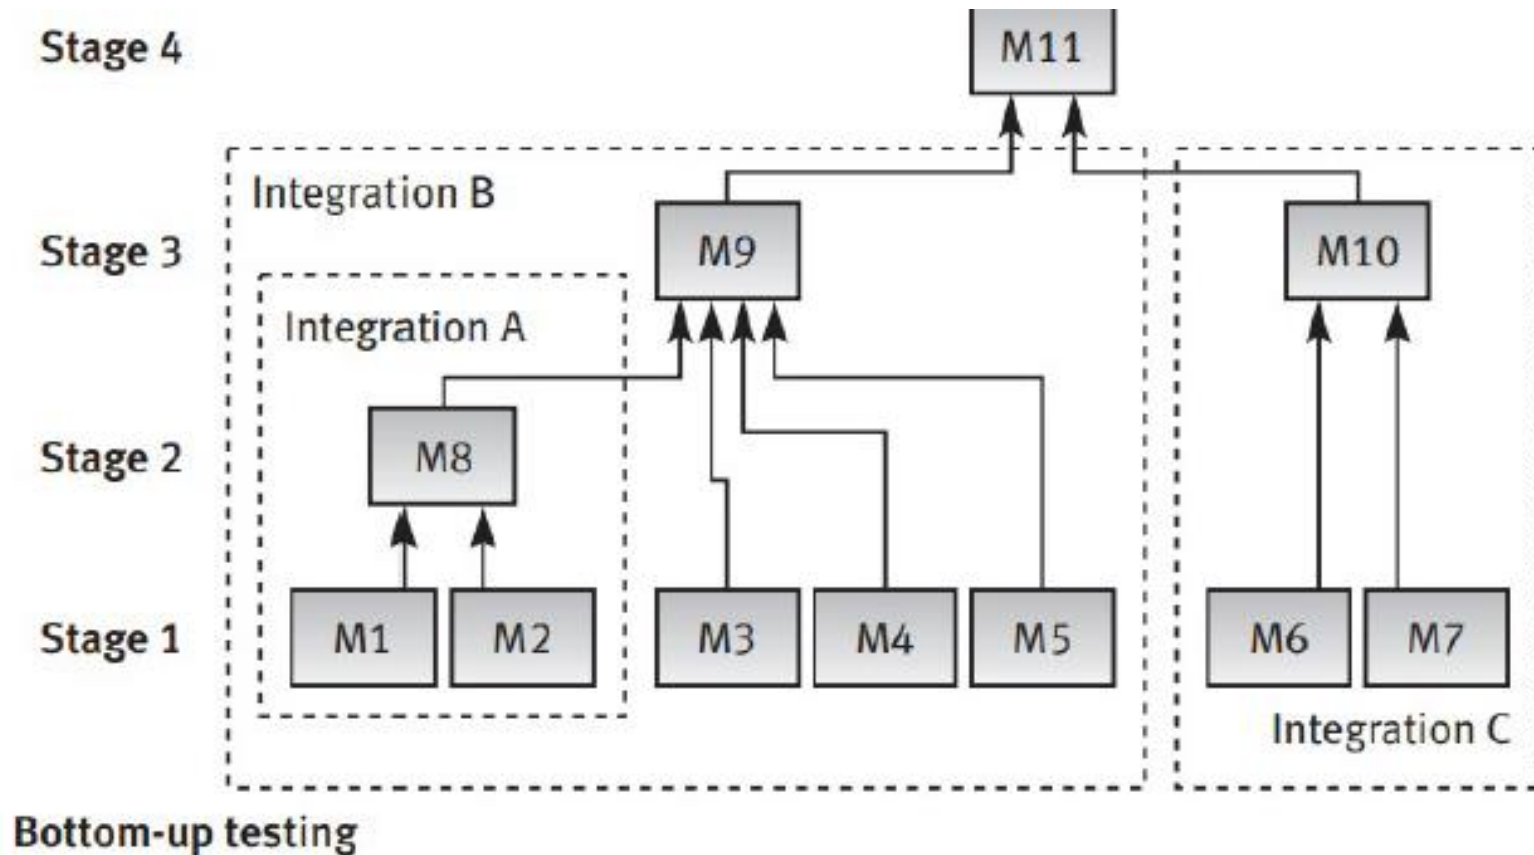 Stage 4
M11
Integration B
Stage 3
M9
M10
Integration A
Stage 2
M8
Stage 1
M1
M2
M3
M4
M5
M6
M7
Integration C
Bottom-up testing